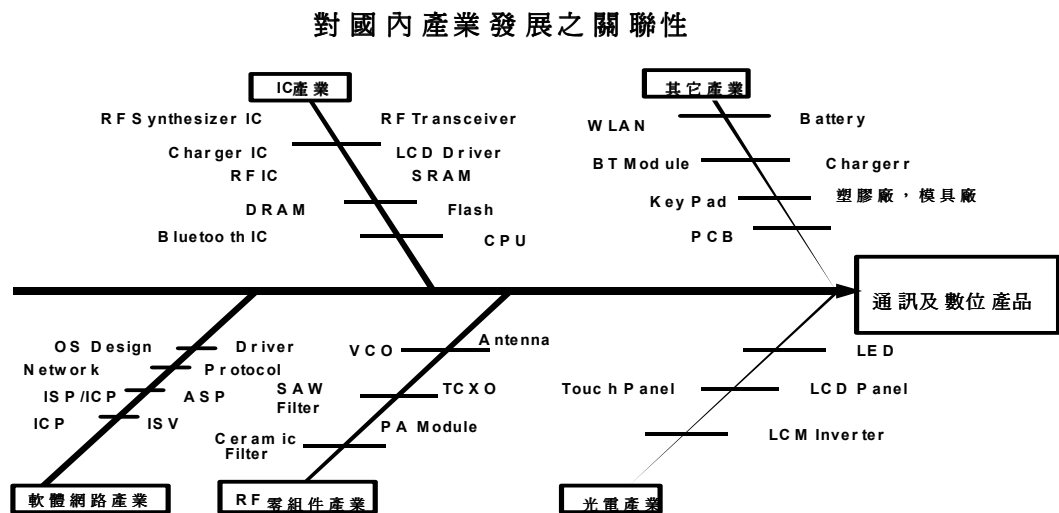 對國內產業發展之關聯性
IC產業
其它產業
RF Synthesizer IC
RF Transceiver
Charger IC
LCD Driver
RF IC
SRAM
DRAM
Flash
Bluetooth IC
CPU
WLAN
Battery
BT Module
Chargerr
Key Pad
塑膠廠，模具廠
PCB
通訊及數位產品
OS Design
Driver
Network
Protocol
ISP/ICP
ASP
ICP
ISV
VCO
Antenna
SAW
Filter
TCXO
Ceramic
Filter
PA Module
LED
Touch Panel
LCD Panel
LCM Inverter
軟體網路產業
RF 零組件產業
光電產業